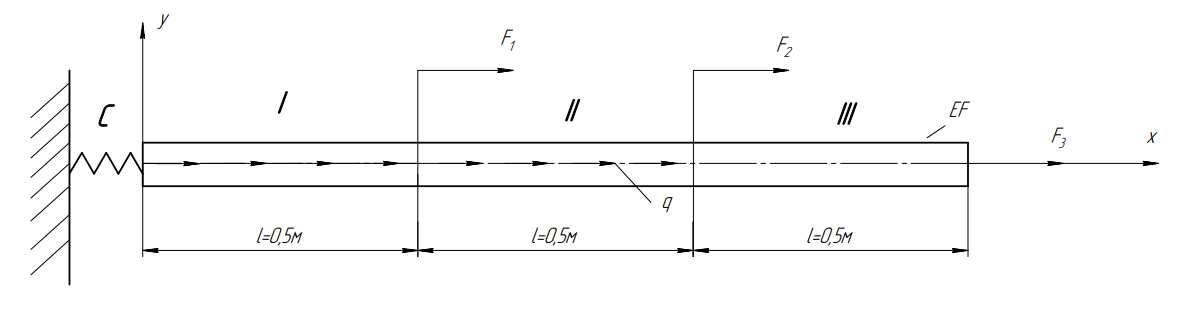 y
F₁
F₂
C
I
II
III
EF
F₃
x
q
l=0,5м
l=0,5м
l=0,5м